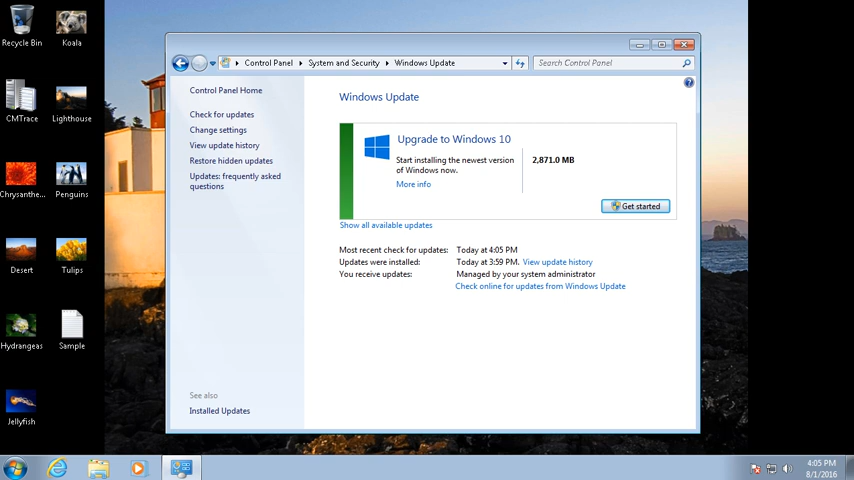 Recycle Bin
Koala
CMTrace
Lighthouse
Chrysanthe...
Penguins
Desert
Tulips
Hydrangeas
Sample
Jellyfish
Control Panel
System and Security
Windows Update
Search Control Panel
Control Panel Home
Check for updates
Change settings
View update history
Restore hidden updates
Updates: frequently asked
questions
See also
Installed Updates
Windows Update
Upgrade to Windows 10
Start installing the newest version
of Windows now.
More info
2,871.0 MB
Get started
Show all available updates
Most recent check for updates: Today at 4:05 PM
Updates were installed: Today at 3:59 PM. View update history
You receive updates: Managed by your system administrator
Check online for updates from Windows Update
4:05 PM
8/1/2016